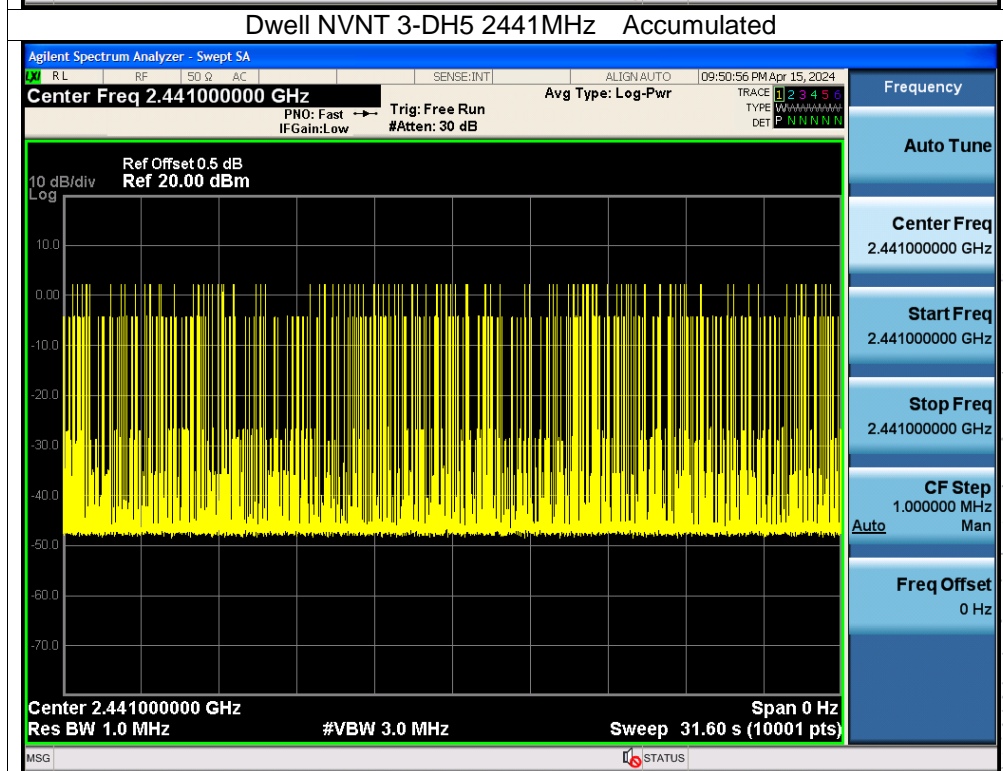 Dwell NVNT 3-DH5 2441MHz Accumulated
Agilent Spectrum Analyzer - Swept SA
LXI RL RF 50 Ω AC SENSE:INT ALIGN AUTO 09:50:56 PM Apr 15, 2024
Center Freq 2.441000000 GHz
PNO: Fast
IFGain:Low
Trig: Free Run
#Atten: 30 dB
Avg Type: Log-Pwr
TRACE 1 2 3 4 5 6
TYPE WWWWWW
DET P N N N N N
Frequency
Auto Tune
Center Freq
2.441000000 GHz
Start Freq
2.441000000 GHz
Stop Freq
2.441000000 GHz
CF Step
1.000000 MHz
Auto Man
Freq Offset
0 Hz
Ref Offset 0.5 dB
10 dB/div Ref 20.00 dBm
Log
10.0
0.00
-10.0
-20.0
-30.0
-40.0
-50.0
-60.0
-70.0
Center 2.441000000 GHz Span 0 Hz
Res BW 1.0 MHz #VBW 3.0 MHz Sweep 31.60 s (10001 pts)
MSG STATUS